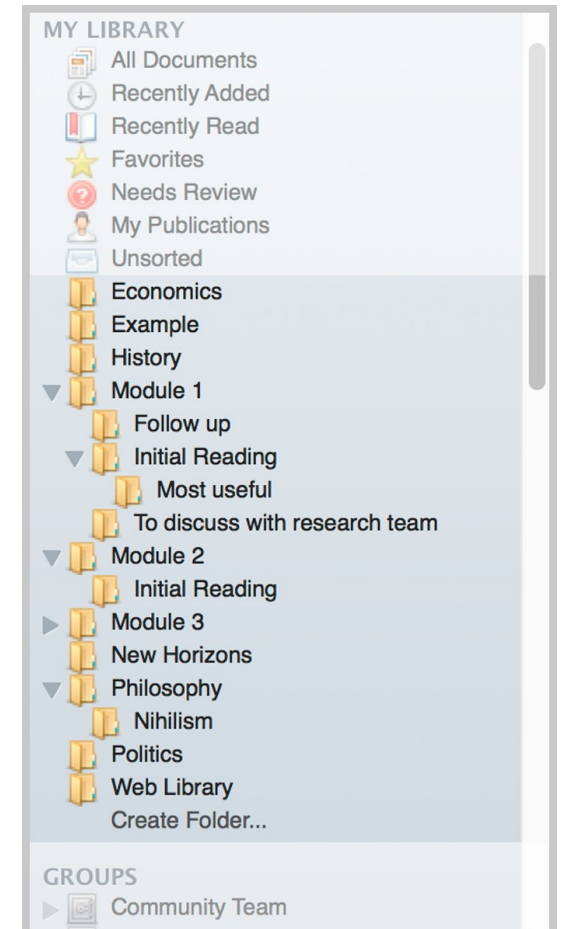 MY LIBRARY
All Documents
Recently Added
Recently Read
Favorites
Needs Review
My Publications
Unsorted
Economics
Example
History
Module 1
Follow up
Initial Reading
Most useful
To discuss with research team
Module 2
Initial Reading
Module 3
New Horizons
Philosophy
Nihilism
Politics
Web Library
Create Folder...
GROUPS
Community Team